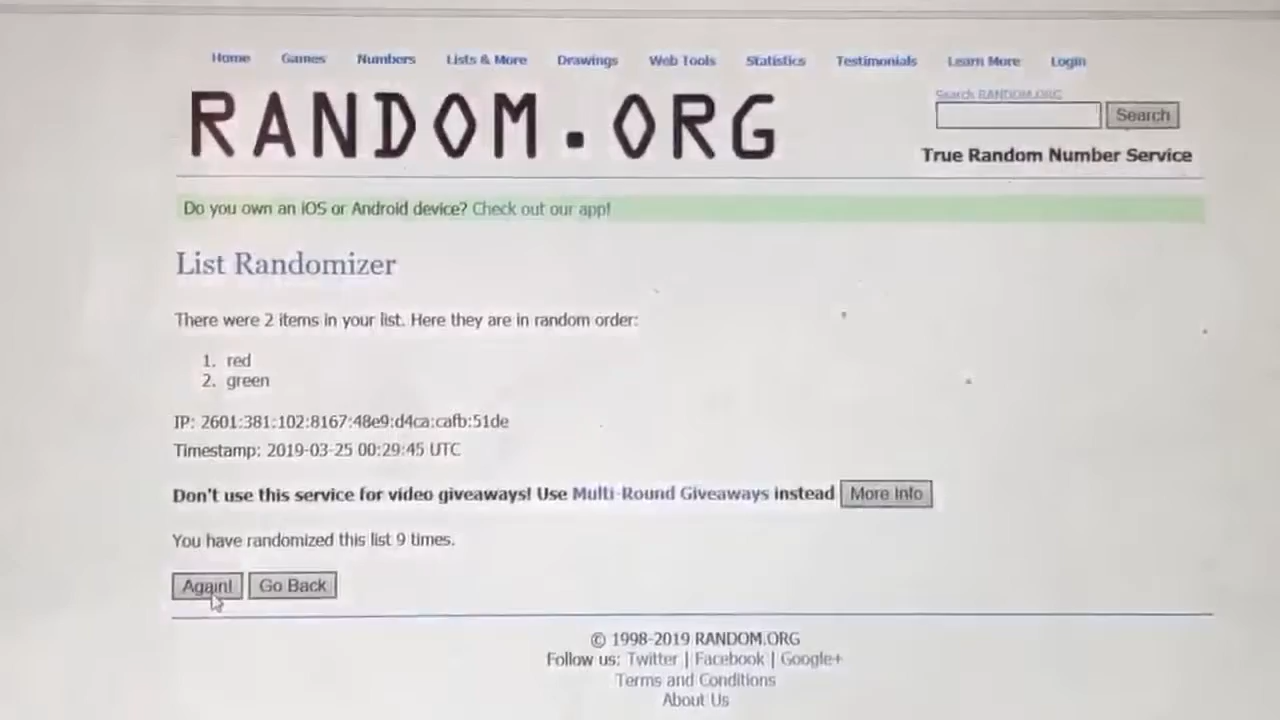 Home Games Numbers Lists & More Drawings Web Tools Statistics Testimonials Learn More Login
RANDOM.ORG
Search RANDOM.ORG
Search
True Random Number Service
Do you own an iOS or Android device? Check out our app!
List Randomizer
There were 2 items in your list. Here they are in random order:
1. red
2. green
IP: 2601:381:102:8167:48e9:d4ca:cafb:51de
Timestamp: 2019-03-25 00:29:45 UTC
Don't use this service for video giveaways! Use Multi-Round Giveaways instead More Info
You have randomized this list 9 times.
Again! Go Back
© 1998-2019 RANDOM.ORG
Follow us: Twitter | Facebook | Google+
Terms and Conditions
About Us